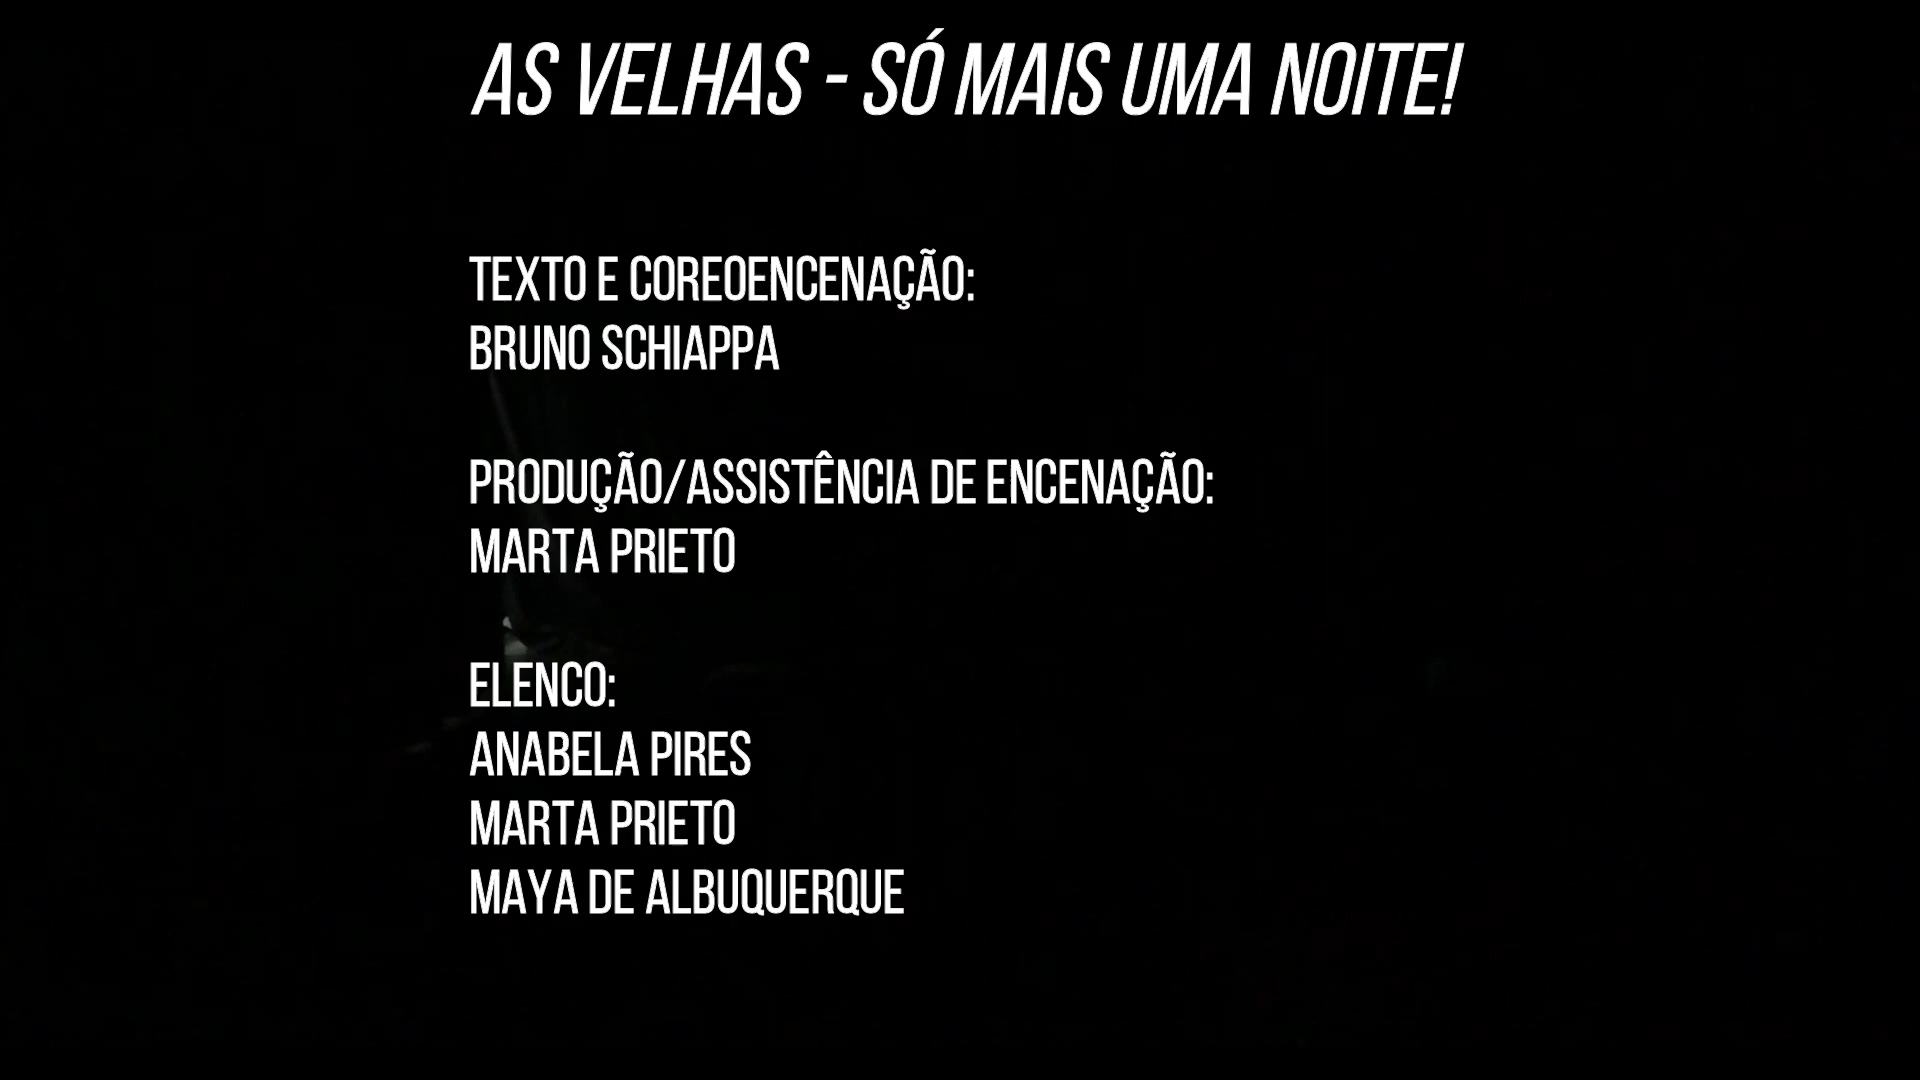 AS VELHAS - SÓ MAIS UMA NOITE!
TEXTO E COREOENCENAÇÃO:
BRUNO SCHIAPPA
PRODUÇÃO/ASSISTÊNCIA DE ENCENAÇÃO:
MARTA PRIETO
ELENCO:
ANABELA PIRES
MARTA PRIETO
MAYA DE ALBUQUERQUE